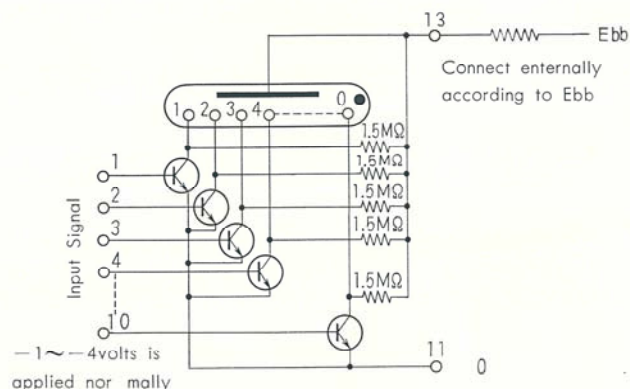 13
Ebb
Connect enternally
according to Ebb
1 2 3 4 0
1.5MΩ
1.5MΩ
1.5MΩ
1.5MΩ
1.5MΩ
Input Signal
1
2
3
4
10
11 0
—1～—4volts is
applied nor mally